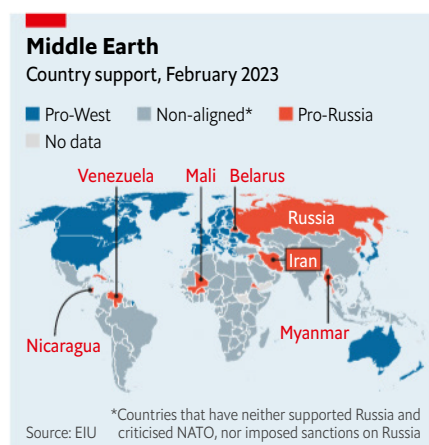 Middle Earth
Country support, February 2023
Pro-West Non-aligned* Pro-Russia
No data
Venezuela Mali Belarus
Russia
Iran
Nicaragua Myanmar
*Countries that have neither supported Russia and
Source: EIU criticised NATO, nor imposed sanctions on Russia